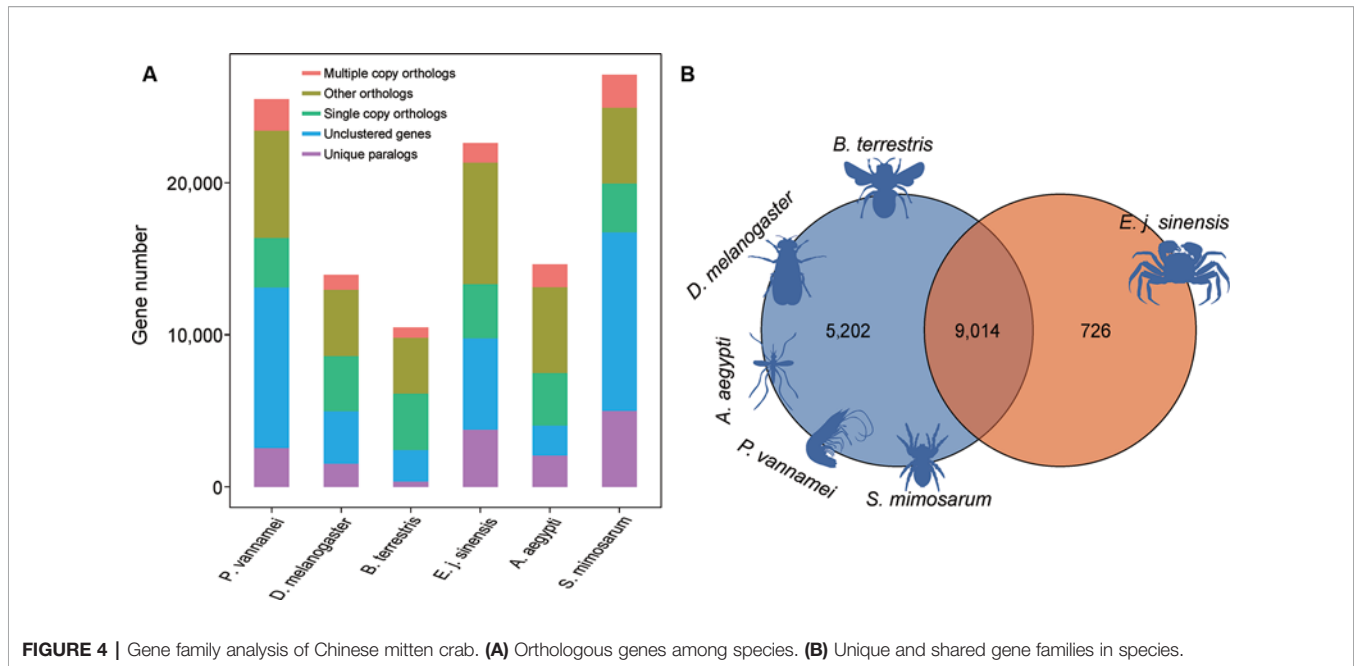 A
Multiple copy orthologs
Other orthologs
Single copy orthologs
Unclustered genes
Unique paralogs
Gene number
20,000
10,000
0
P. vannamei
D. melanogaster
B. terrestris
E. j. sinensis
A. aegypti
S. mimosarum
B
B. terrestris
E. j. sinensis
D. melanogaster
5,202
9,014
726
A. aegypti
P. vannamei
S. mimosarum
FIGURE 4 | Gene family analysis of Chinese mitten crab. (A) Orthologous genes among species. (B) Unique and shared gene families in species.